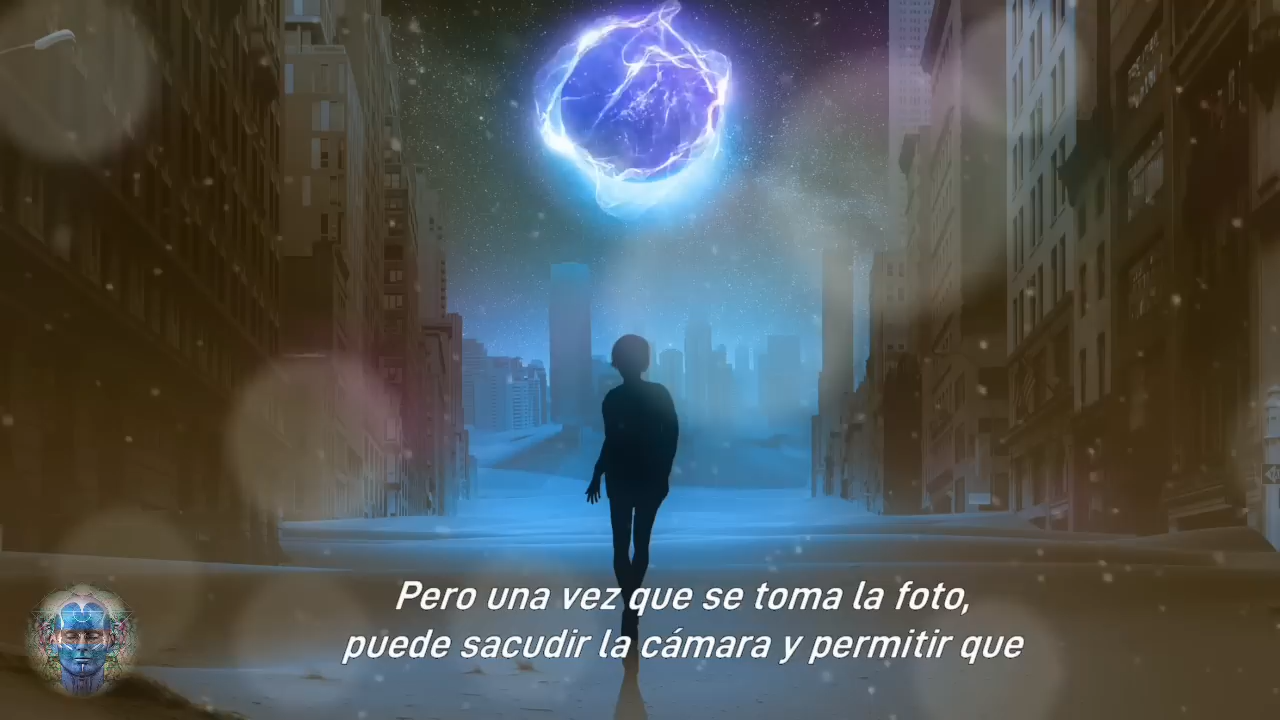 Pero una vez que se toma la foto,
puede sacudir la cámara y permitir que